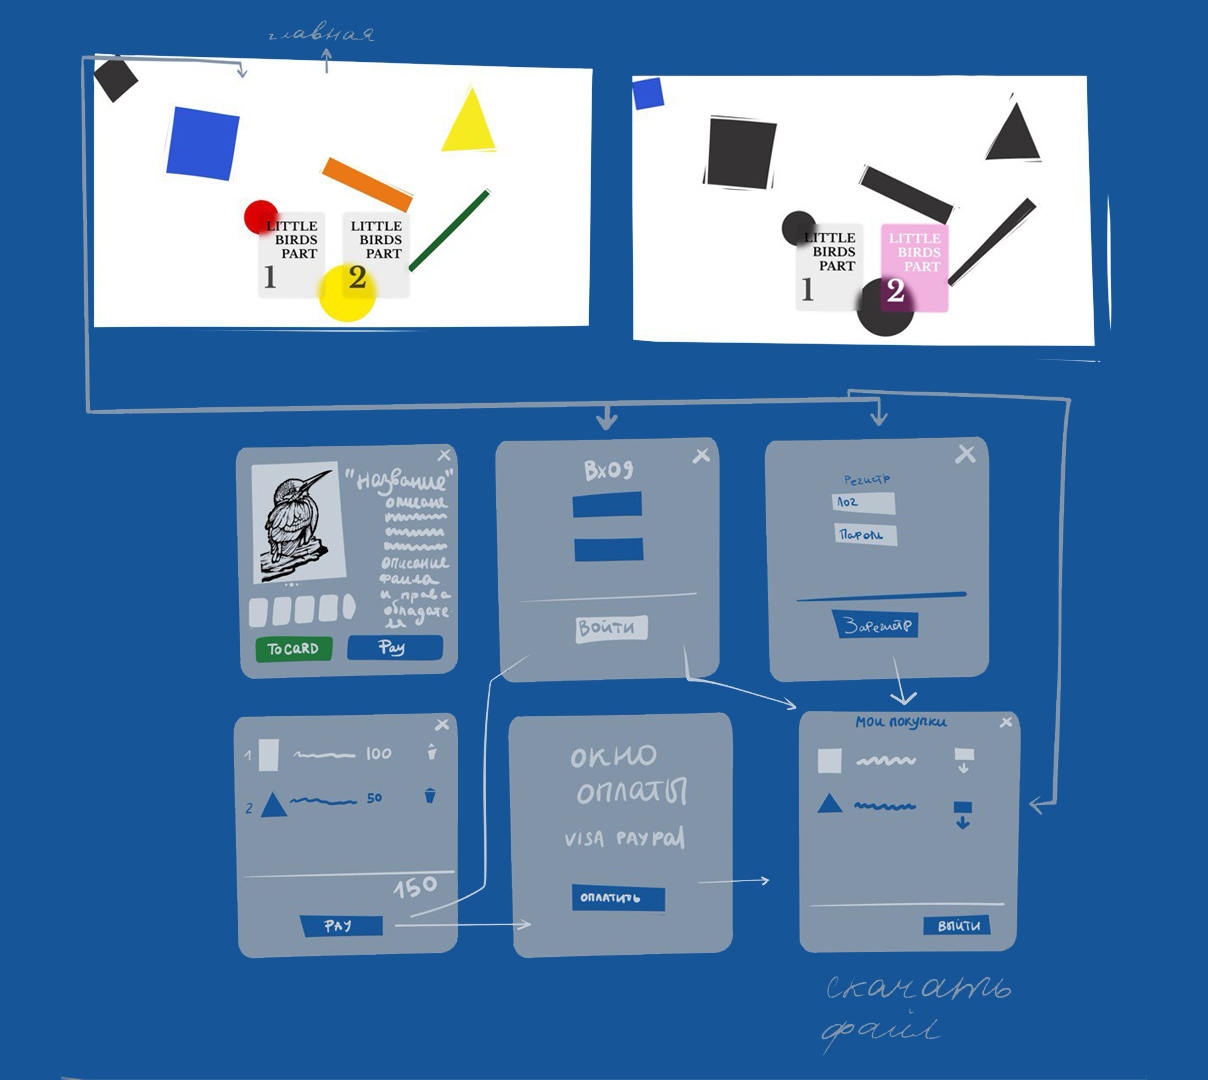 главная
LITTLE
BIRDS
PART
1
LITTLE
BIRDS
PART
2
LITTLE
BIRDS
PART
1
LITTLE
BIRDS
PART
2
"Название"
описание
файла
и права
обладате
ля
TO CARD
Pay
Вход
Войти
Регистр
Лог
Пароль
Зарегистр
1 100
2 50
150
PAY
ОКНО
ОПЛАТЫ
VISA PAYPAL
ОПЛАТИТЬ
Мои покупки
ВЫЙТИ
скачать
файл